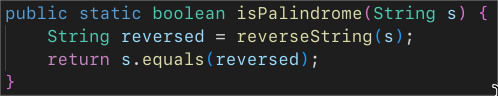 public static boolean isPalindrome(String s) {
    String reversed = reverseString(s);
    return s.equals(reversed);
}